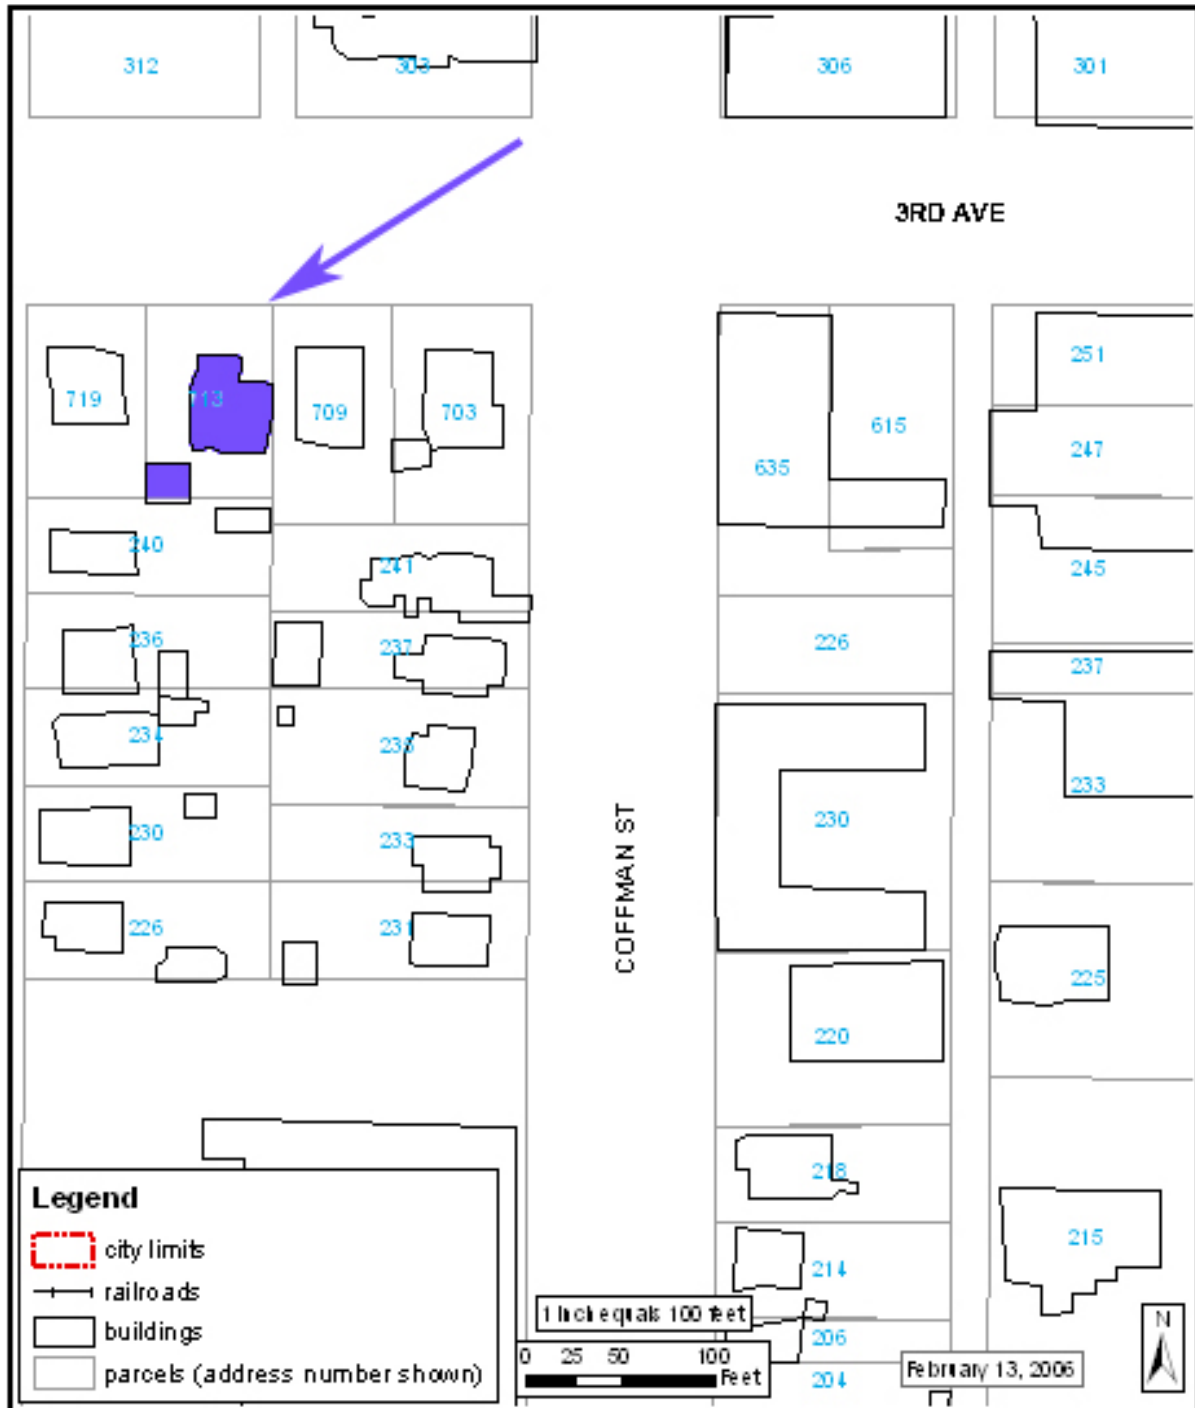 312
303
306
301
3RD AVE
719
713
709
703
251
615
247
635
240
241
245
236
237
226
237
234
235
233
230
233
230
226
231
225
COFFMAN ST
220
218
215
214
206
204
Legend
city limits
railroads
buildings
parcels (address number shown)
1 Inch equals 100 feet
0 25 50 100
Feet
February 13, 2006
N